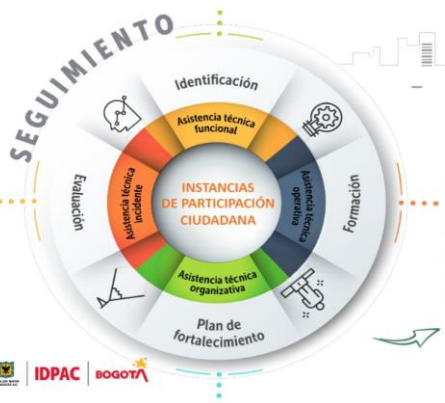 SEGUIMIENTO
Identificación
Asistencia técnica
funcional
Formación
Asistencia técnica
operativa
INSTANCIAS
DE PARTICIPACIÓN
CIUDADANA
Evaluación
Asistencia técnica
incidente
Asistencia técnica
organizativa
Plan de
fortalecimiento
IDPAC
BOGOTÁ